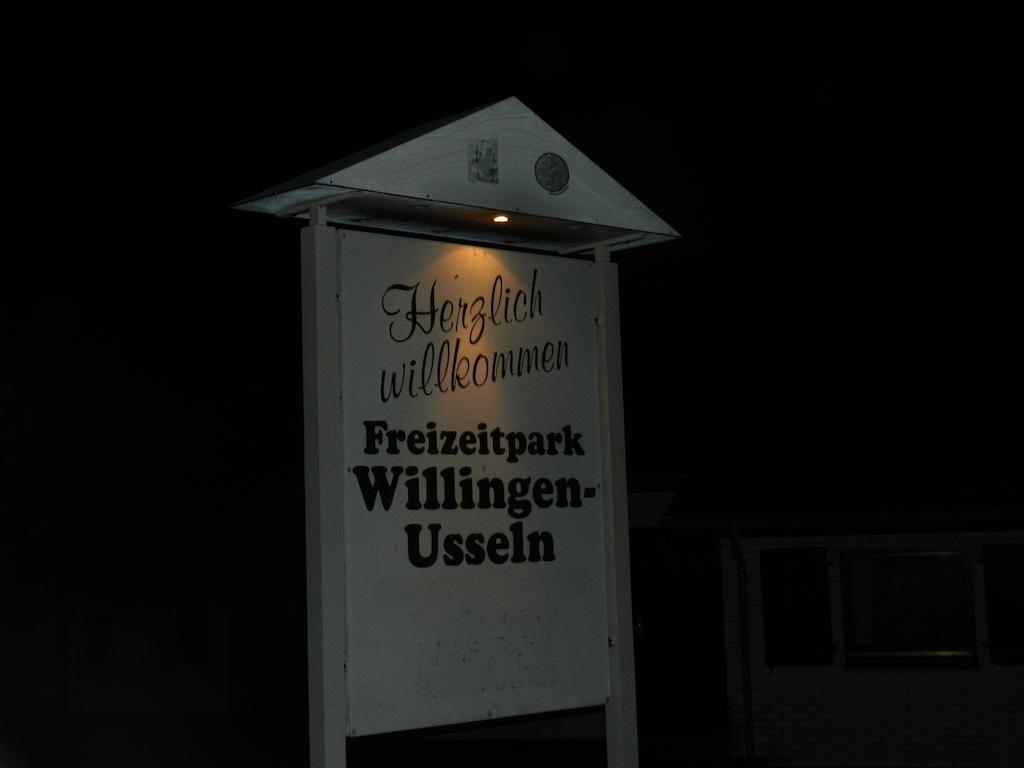 Herzlich
willkommen
Freizeitpark
Willingen-
Usseln